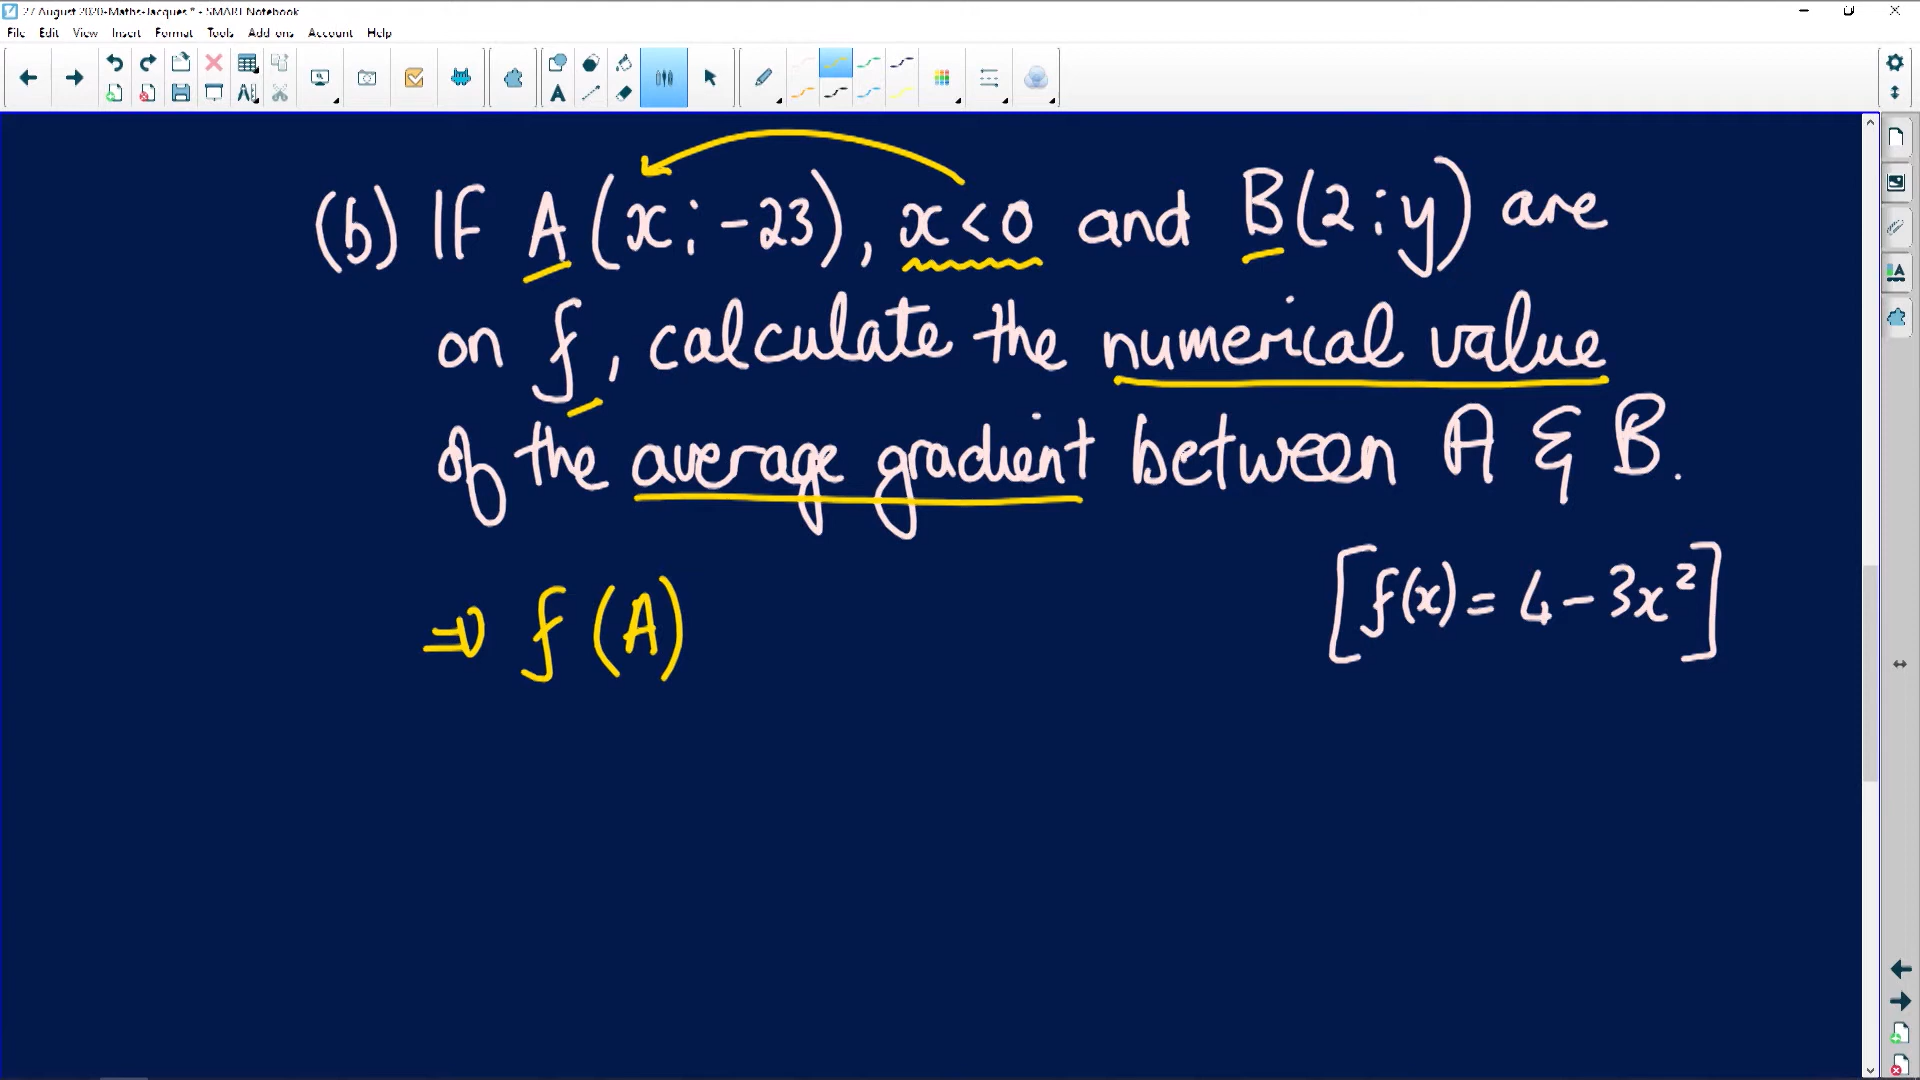 27 August 2020-Maths-Jacques * - SMART Notebook
File Edit View Insert Format Tools Add-ons Account Help
(b) If A (x; -23), x < 0 and B (2; y) are
on f, calculate the numerical value
of the average gradient between A & B.
[f(x) = 4 - 3x²]
⇒ f(A)